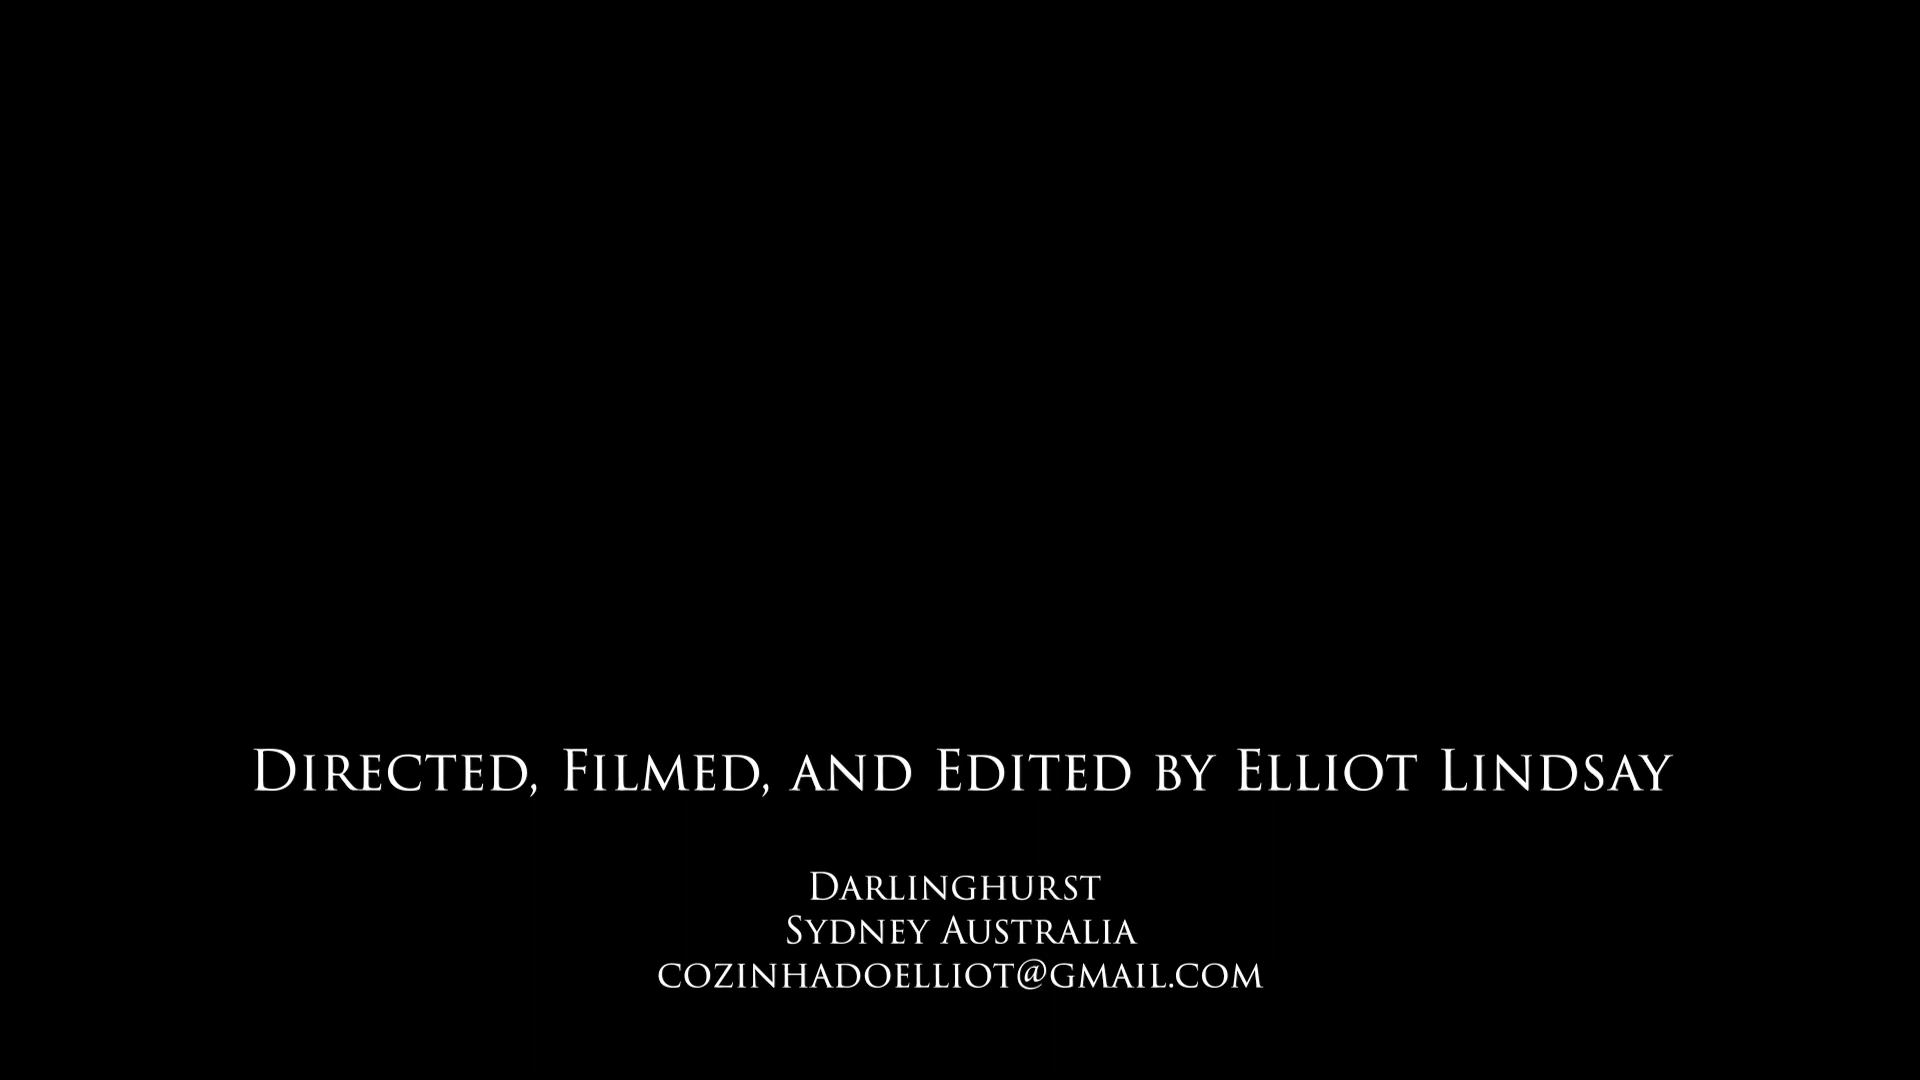 Directed, Filmed, and Edited by Elliot Lindsay
Darlinghurst
Sydney Australia
cozinhadoelliot@gmail.com